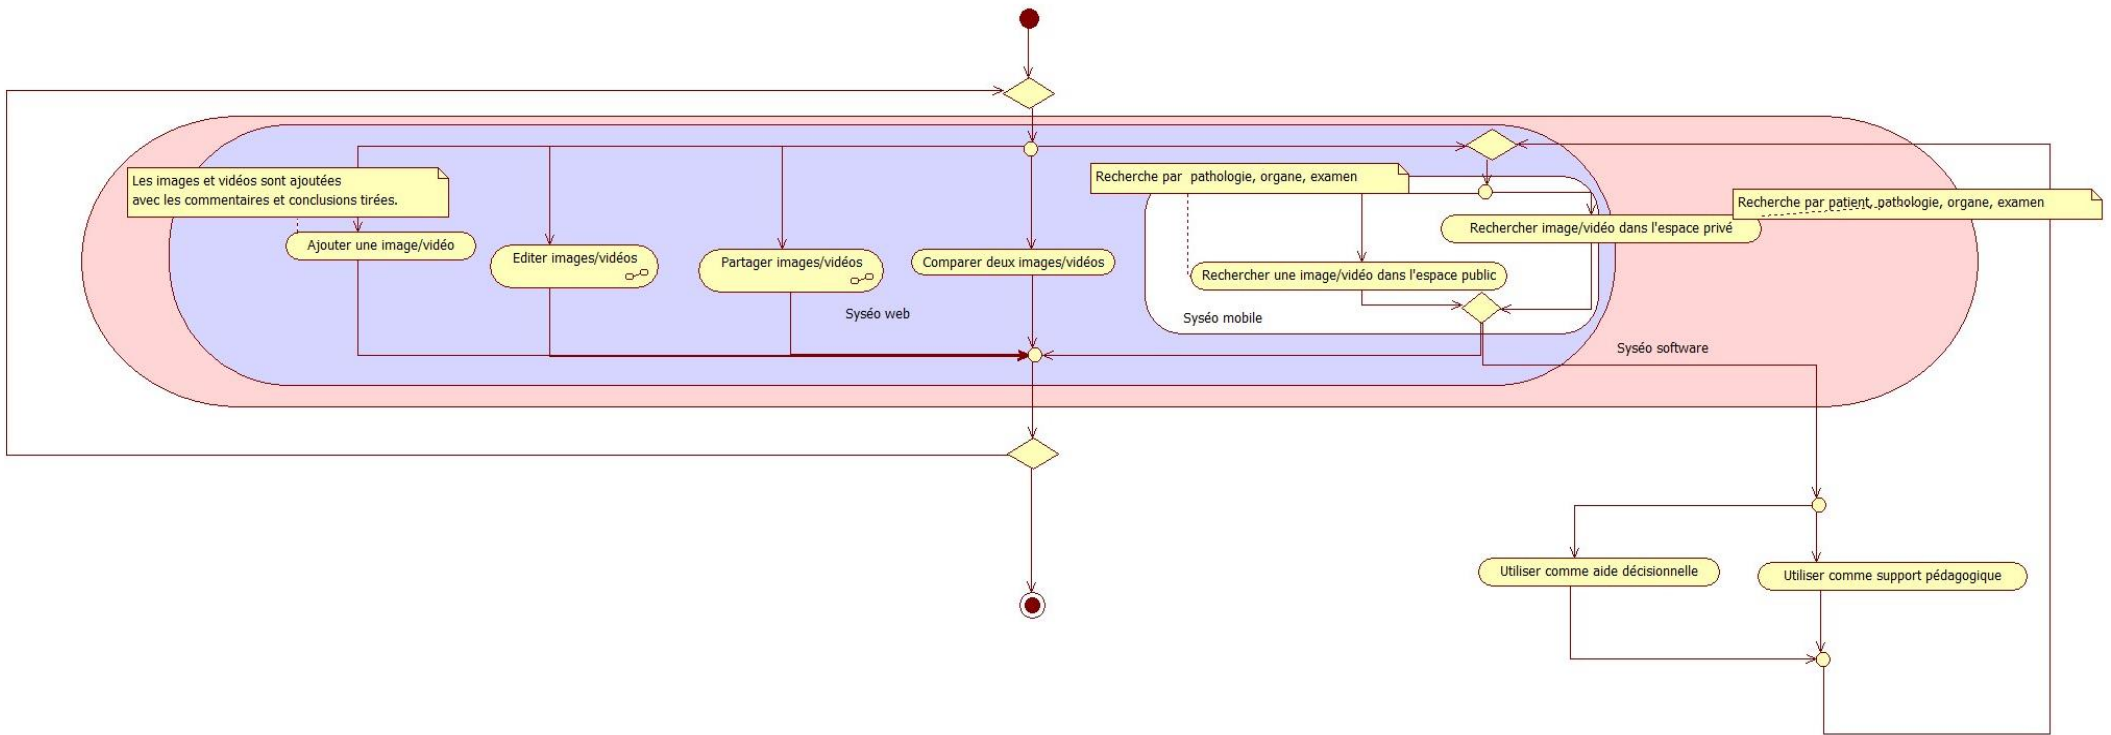 Les images et vidéos sont ajoutées
avec les commentaires et conclusions tirées.
Recherche par  pathologie, organe, examen
Recherche par patient, pathologie, organe, examen
Ajouter une image/vidéo
Editer images/vidéos
Partager images/vidéos
Comparer deux images/vidéos
Rechercher image/vidéo dans l'espace privé
Rechercher une image/vidéo dans l'espace public
Syséo web
Syséo mobile
Syséo software
Utiliser comme aide décisionnelle
Utiliser comme support pédagogique